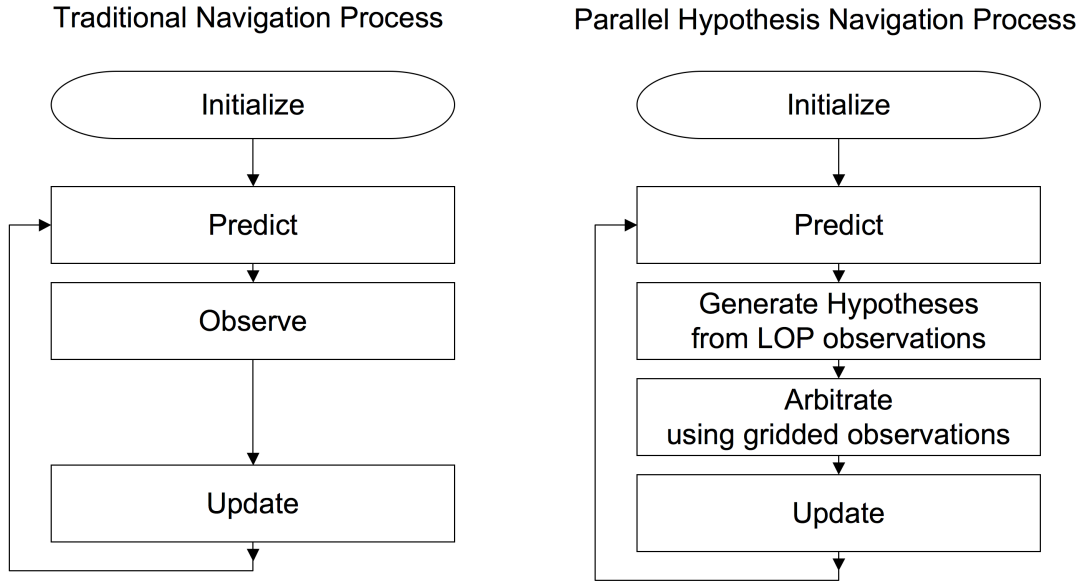 Traditional Navigation Process
Initialize
Predict
Observe
Update
Parallel Hypothesis Navigation Process
Initialize
Predict
Generate Hypotheses
from LOP observations
Arbitrate
using gridded observations
Update